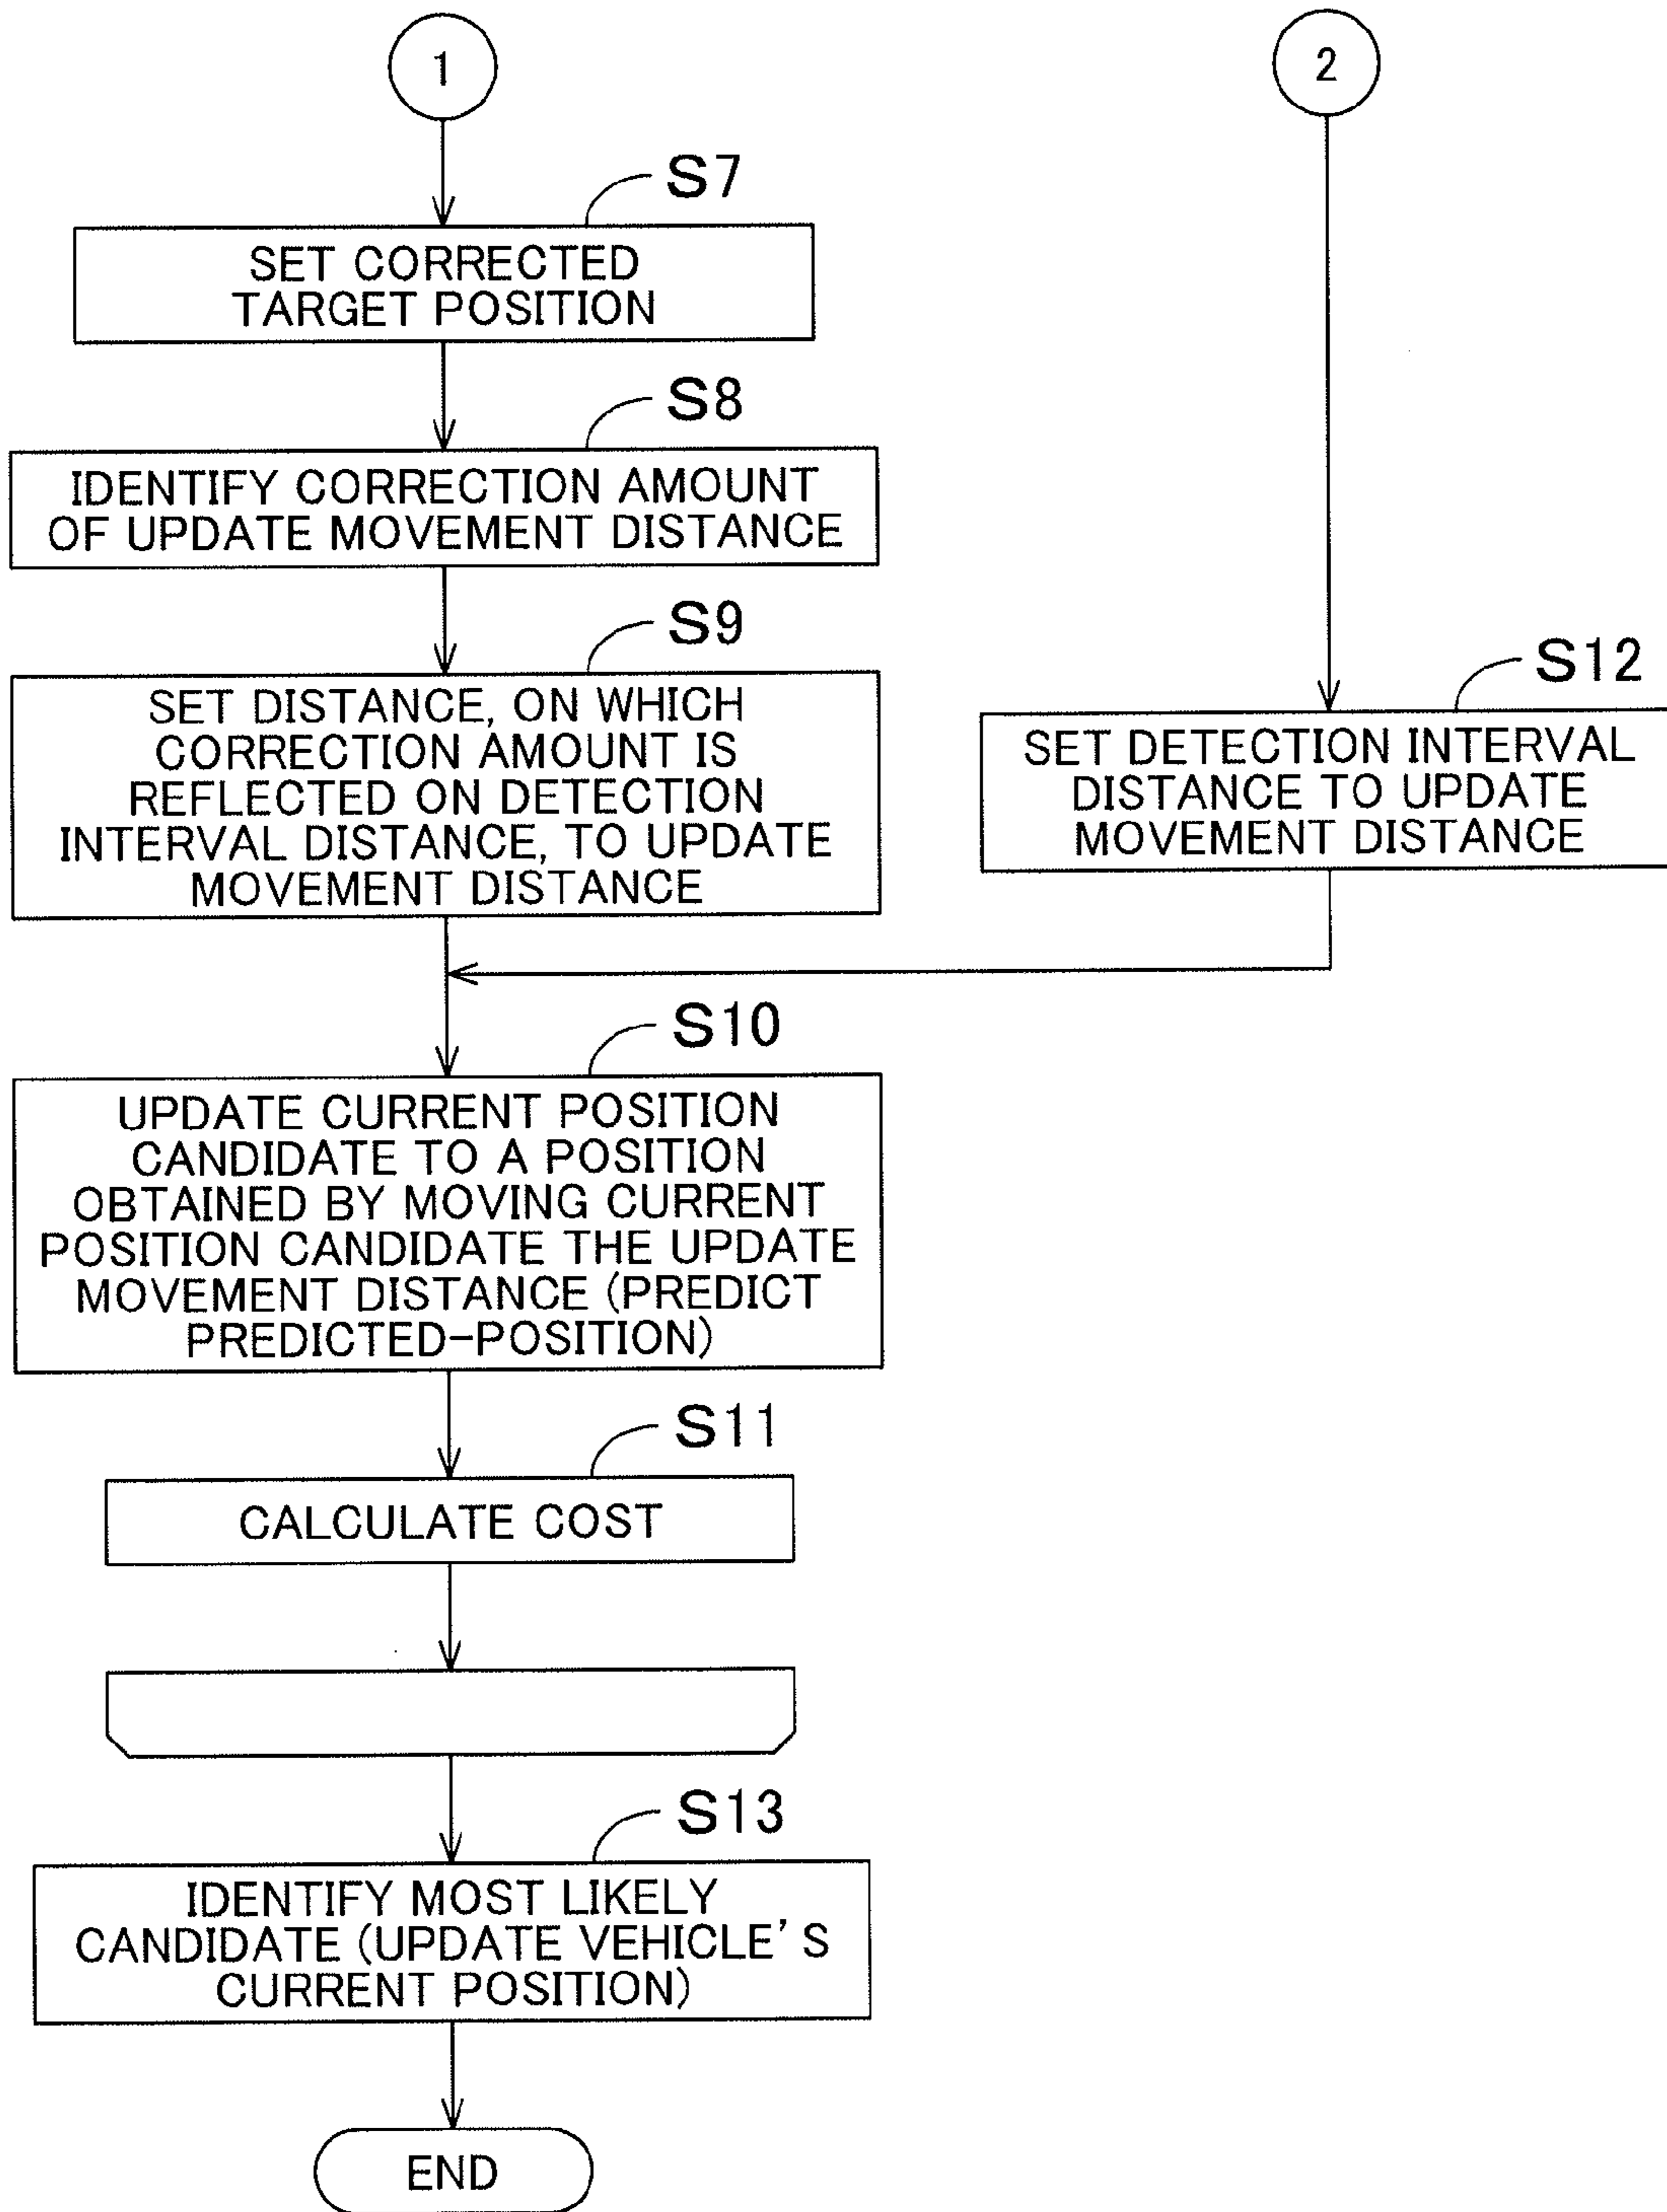 1
2
S7
SET CORRECTED
TARGET POSITION
S8
IDENTIFY CORRECTION AMOUNT
OF UPDATE MOVEMENT DISTANCE
S9
SET DISTANCE, ON WHICH
CORRECTION AMOUNT IS
REFLECTED ON DETECTION
INTERVAL DISTANCE, TO UPDATE
MOVEMENT DISTANCE
S12
SET DETECTION INTERVAL
DISTANCE TO UPDATE
MOVEMENT DISTANCE
S10
UPDATE CURRENT POSITION
CANDIDATE TO A POSITION
OBTAINED BY MOVING CURRENT
POSITION CANDIDATE THE UPDATE
MOVEMENT DISTANCE (PREDICT
PREDICTED-POSITION)
S11
CALCULATE COST
S13
IDENTIFY MOST LIKELY
CANDIDATE (UPDATE VEHICLE'S
CURRENT POSITION)
END